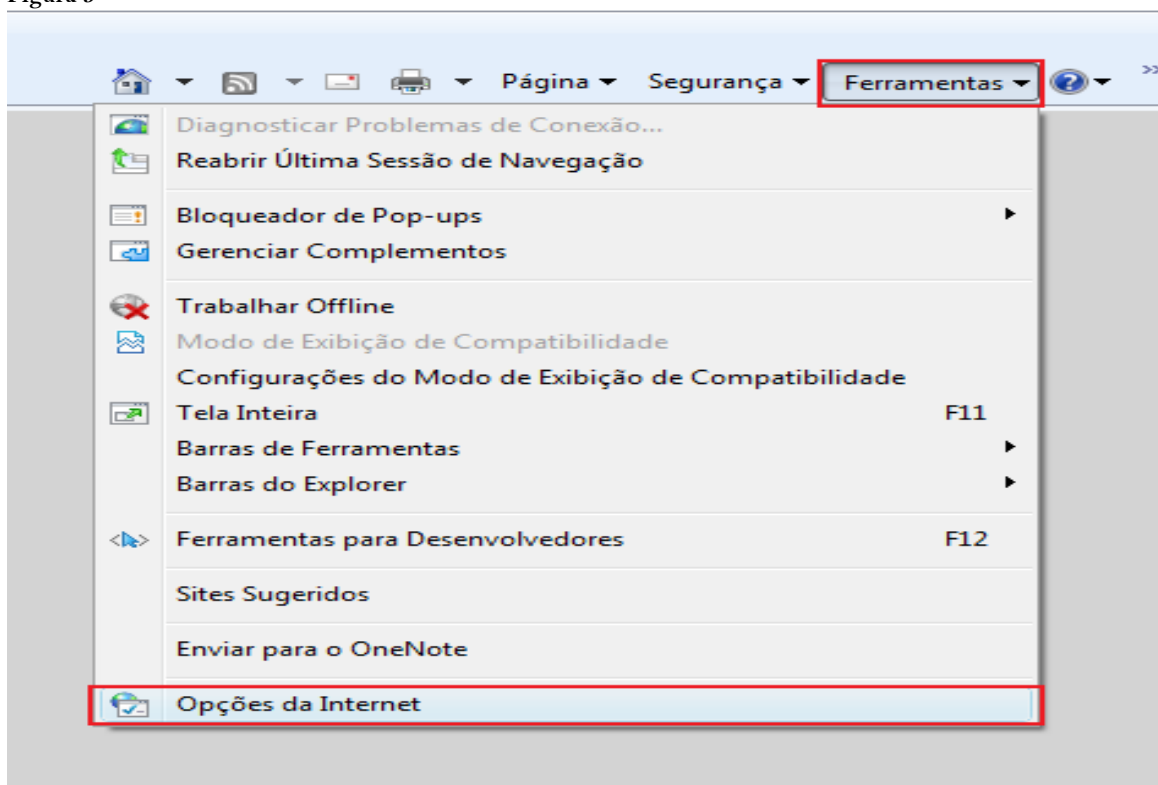 Página Segurança Ferramentas
Diagnosticar Problemas de Conexão...
Reabrir Última Sessão de Navegação
Bloqueador de Pop-ups
Gerenciar Complementos
Trabalhar Offline
Modo de Exibição de Compatibilidade
Configurações do Modo de Exibição de Compatibilidade
Tela Inteira F11
Barras de Ferramentas
Barras do Explorer
Ferramentas para Desenvolvedores F12
Sites Sugeridos
Enviar para o OneNote
Opções da Internet